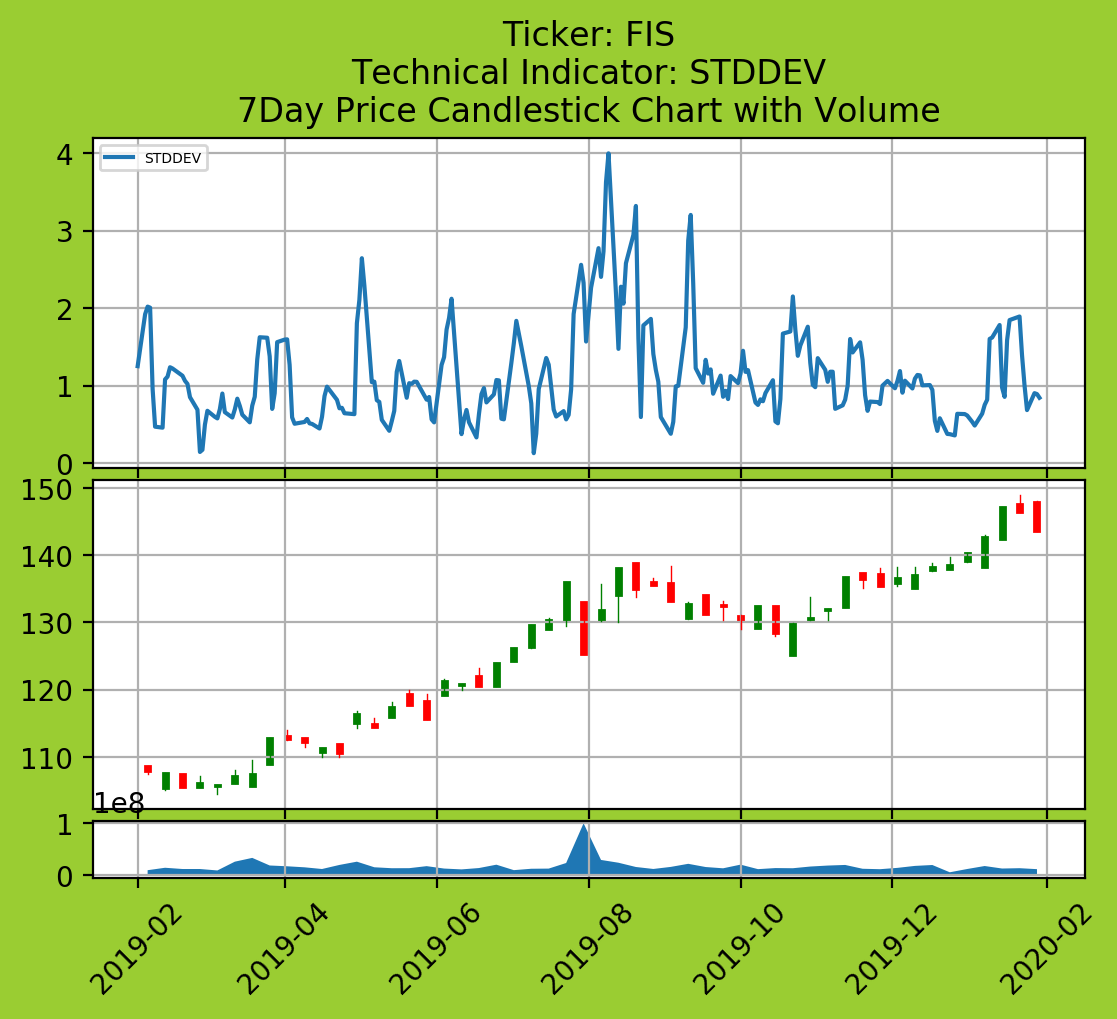 Ticker: FIS
Technical Indicator: STDDEV
7Day Price Candlestick Chart with Volume
STDDEV
4
3
2
1
0
150
140
130
120
110
1e8
1
0
2019-02 2019-04 2019-06 2019-08 2019-10 2019-12 2020-02